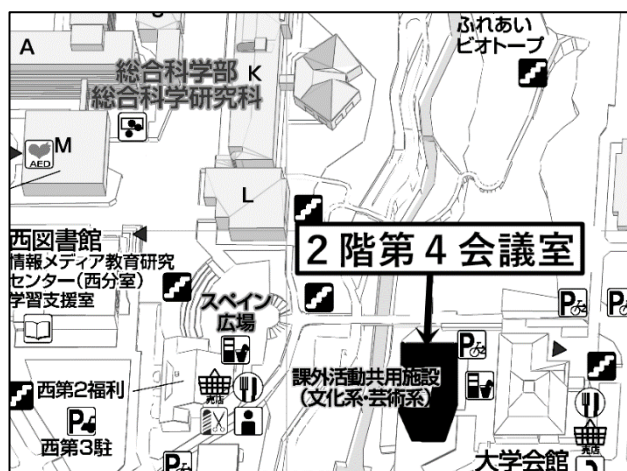 ふれあい
ビオトープ
A
総合科学部
総合科学研究科
K
M
AED
L
西図書館
情報メディア教育研究
センター(西分室)
学習支援室
2階第4会議室
スペイン
広場
P
課外活動共用施設
(文化系・芸術系)
P
西第2福利
売店
P
西第3駐
P
大学会館
売店